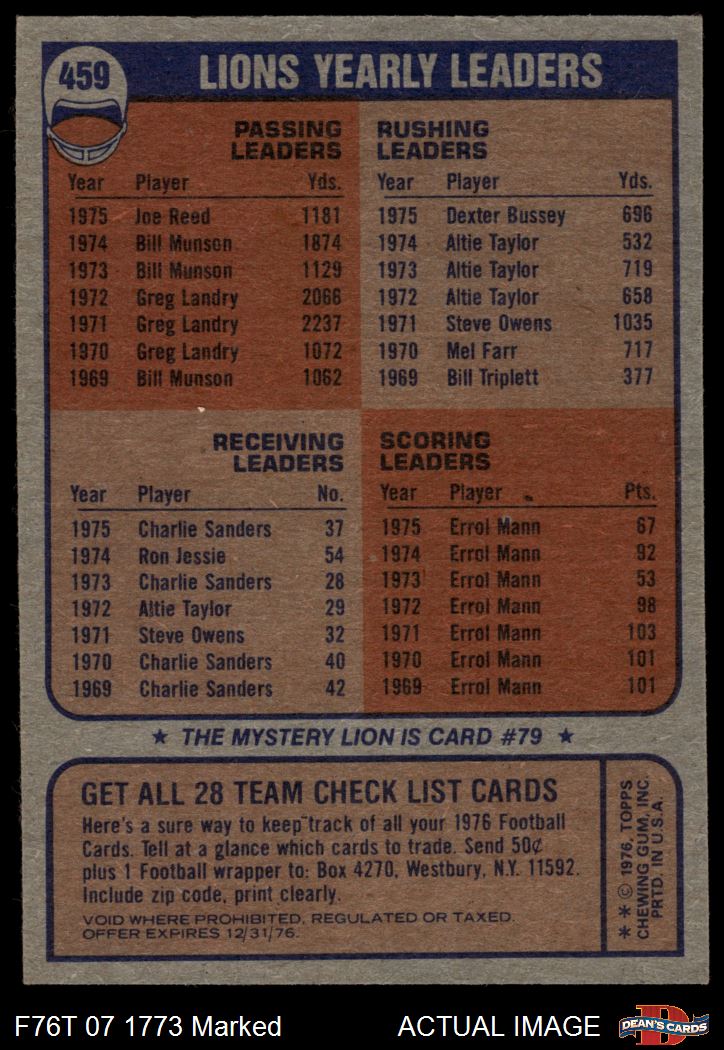 459
LIONS YEARLY LEADERS
PASSING
LEADERS
Year Player Yds.
1975 Joe Reed 1181
1974 Bill Munson 1874
1973 Bill Munson 1129
1972 Greg Landry 2066
1971 Greg Landry 2237
1970 Greg Landry 1072
1969 Bill Munson 1062
RUSHING
LEADERS
Year Player Yds.
1975 Dexter Bussey 696
1974 Altie Taylor 532
1973 Altie Taylor 719
1972 Altie Taylor 658
1971 Steve Owens 1035
1970 Mel Farr 717
1969 Bill Triplett 377
RECEIVING
LEADERS
Year Player No.
1975 Charlie Sanders 37
1974 Ron Jessie 54
1973 Charlie Sanders 28
1972 Altie Taylor 29
1971 Steve Owens 32
1970 Charlie Sanders 40
1969 Charlie Sanders 42
SCORING
LEADERS
Year Player Pts.
1975 Errol Mann 67
1974 Errol Mann 92
1973 Errol Mann 53
1972 Errol Mann 98
1971 Errol Mann 103
1970 Errol Mann 101
1969 Errol Mann 101
★ THE MYSTERY LION IS CARD #79 ★
GET ALL 28 TEAM CHECK LIST CARDS
Here's a sure way to keep track of all your 1976 Football
Cards. Tell at a glance which cards to trade. Send 50¢
plus 1 Football wrapper to: Box 4270, Westbury, N.Y. 11592.
Include zip code, print clearly.
VOID WHERE PROHIBITED, REGULATED OR TAXED.
OFFER EXPIRES 12/31/76.
★ ★ © 1976, TOPPS
CHEWING GUM, INC.
PRTD. IN U.S.A.
F76T 07 1773 Marked
ACTUAL IMAGE
D
DEAN'S CARDS